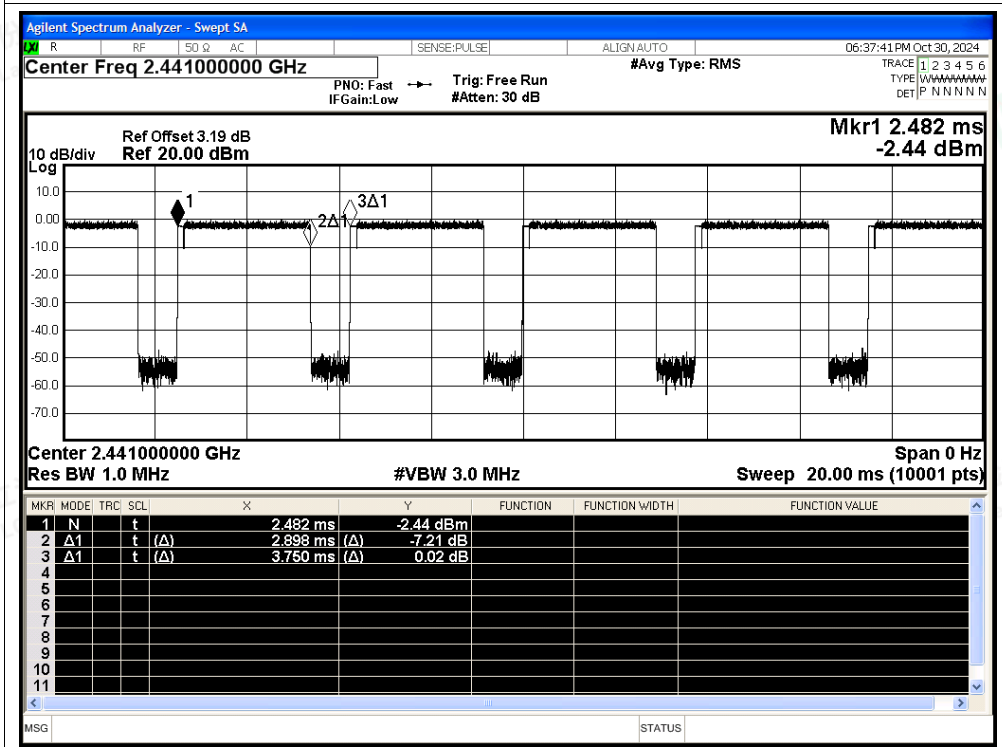 Agilent Spectrum Analyzer - Swept SA
LXI R RF 50 Ω AC SENSE:PULSE ALIGN AUTO 06:37:41 PM Oct 30, 2024
Center Freq 2.441000000 GHz #Avg Type: RMS TRACE 1 2 3 4 5 6
PNO: Fast Trig: Free Run TYPE
IFGain:Low #Atten: 30 dB DET P N N N N N
Mkr1 2.482 ms
Ref Offset 3.19 dB
10 dB/div Ref 20.00 dBm -2.44 dBm
Log
10.0
0.00
-10.0
-20.0
-30.0
-40.0
-50.0
-60.0
-70.0
1
2Δ1
3Δ1
Center 2.441000000 GHz Span 0 Hz
Res BW 1.0 MHz #VBW 3.0 MHz Sweep 20.00 ms (10001 pts)
MKR MODE TRC SCL X Y FUNCTION FUNCTION WIDTH FUNCTION VALUE
1 N t 2.482 ms -2.44 dBm
2 Δ1 t (Δ) 2.898 ms (Δ) -7.21 dB
3 Δ1 t (Δ) 3.750 ms (Δ) 0.02 dB
4
5
6
7
8
9
10
11
MSG STATUS